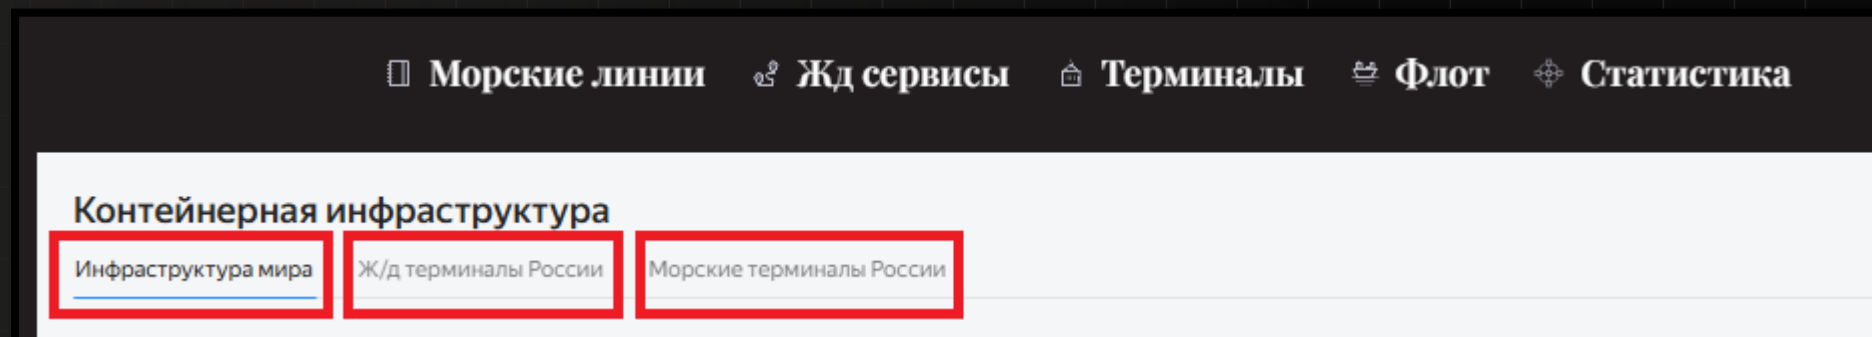 Морские линии Жд сервисы Терминалы Флот Статистика
Контейнерная инфраструктура
Инфраструктура мира Ж/д терминалы России Морские терминалы России